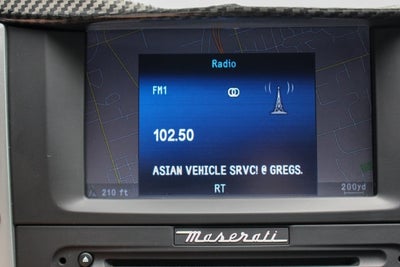 Radio
FM1
102.50
ASIAN VEHICLE SRVC! @ GREGS.
RT
210 ft
200yd
Maserati